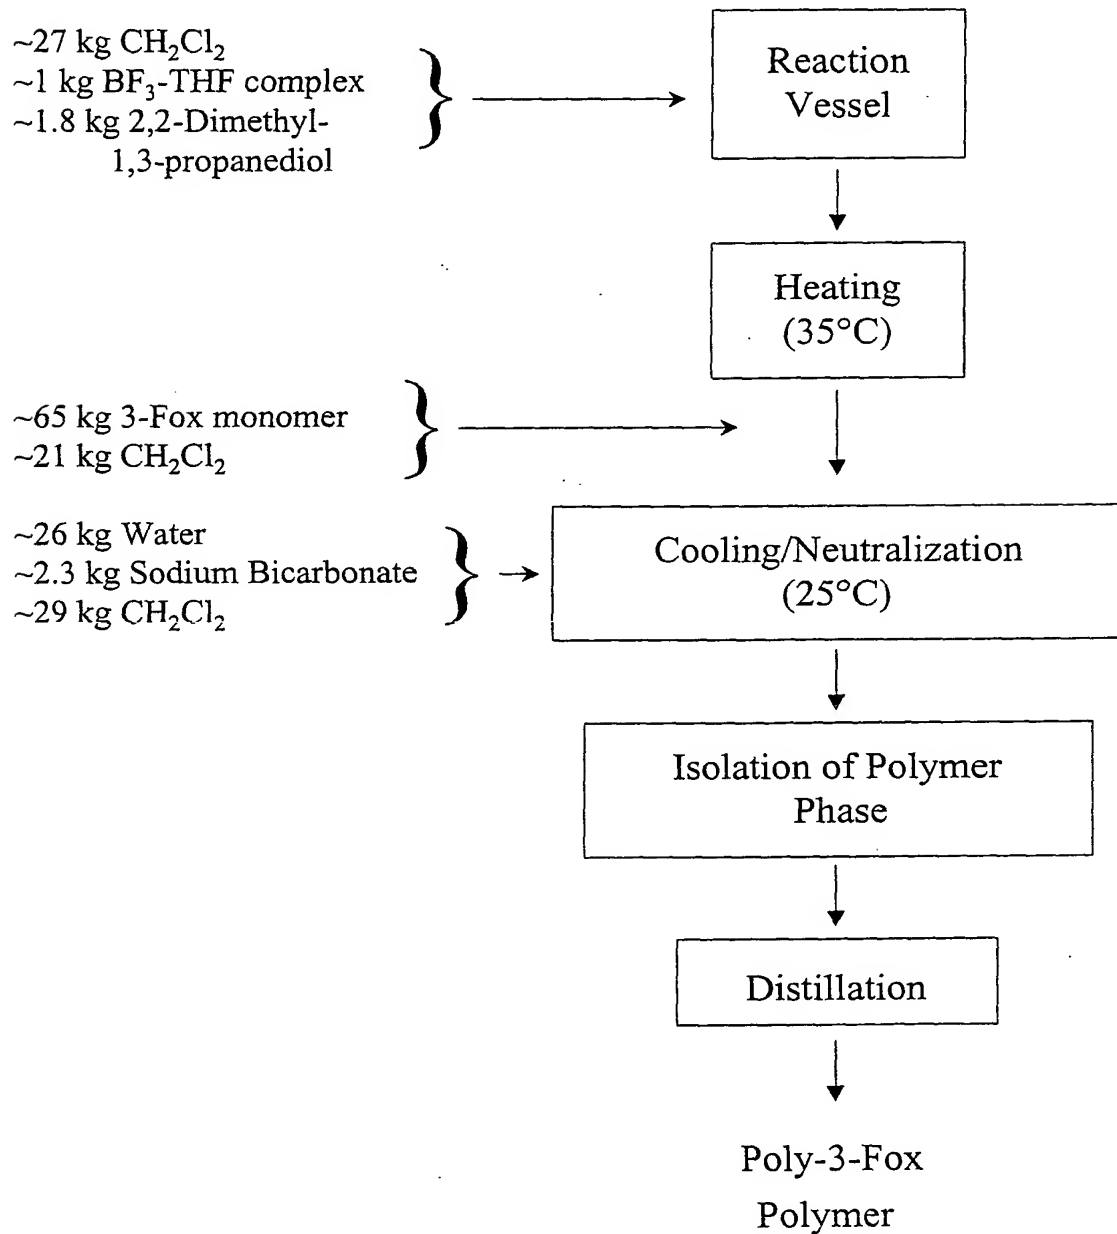 ~27 kg CH₂Cl₂
~1 kg BF₃-THF complex
~1.8 kg 2,2-Dimethyl-
1,3-propanediol
Reaction
Vessel
Heating
(35°C)
~65 kg 3-Fox monomer
~21 kg CH₂Cl₂
~26 kg Water
~2.3 kg Sodium Bicarbonate
~29 kg CH₂Cl₂
Cooling/Neutralization
(25°C)
Isolation of Polymer
Phase
Distillation
Poly-3-Fox
Polymer